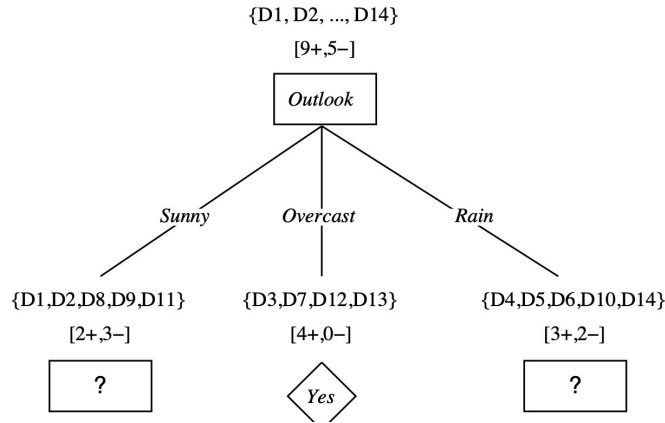 {D1, D2, ..., D14}
[9+,5−]
Outlook
Sunny Overcast Rain
{D1,D2,D8,D9,D11} {D3,D7,D12,D13} {D4,D5,D6,D10,D14}
[2+,3−] [4+,0−] [3+,2−]
? Yes ?